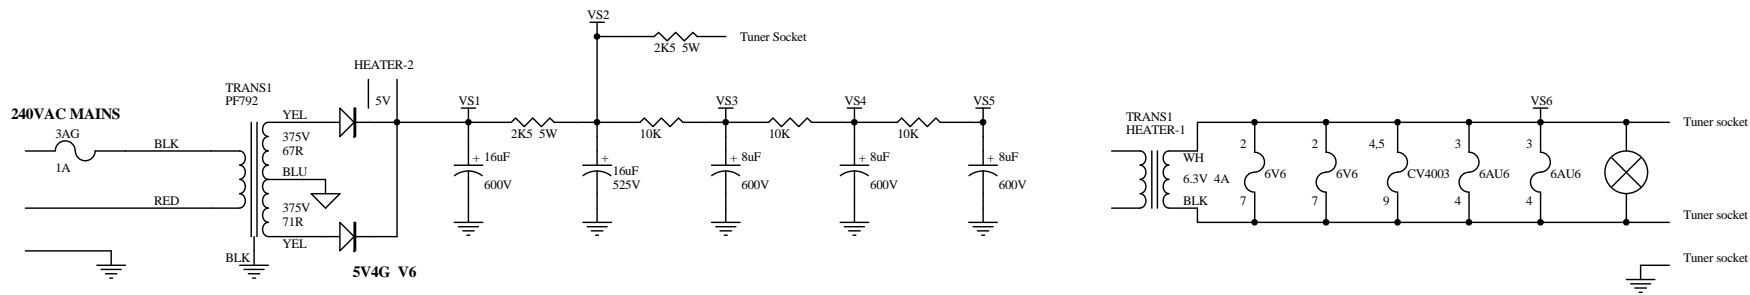 VS2
2K5 5W
Tuner Socket
HEATER-2
5V
TRANS1
PF792
240VAC MAINS
3AG
1A
BLK
RED
YEL
375V
67R
BLU
375V
71R
YEL
BLK
5V4G V6
VS1
2K5 5W
10K
VS3
10K
VS4
10K
VS5
+ 16uF
600V
+
16uF
525V
+ 8uF
600V
+ 8uF
600V
+ 8uF
600V
TRANS1
HEATER-1
WH
6.3V 4A
BLK
2
6V6
7
2
6V6
7
4,5
CV4003
9
3
6AU6
4
VS6
3
6AU6
4
Tuner socket
Tuner socket
Tuner socket